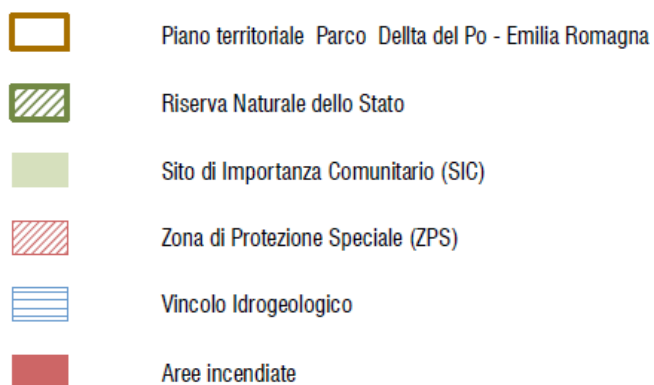 Piano territoriale Parco Dellta del Po - Emilia Romagna
Riserva Naturale dello Stato
Sito di Importanza Comunitario (SIC)
Zona di Protezione Speciale (ZPS)
Vincolo Idrogeologico
Aree incendiate